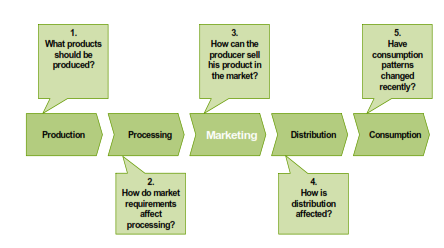 1.
What products
should be
produced?
3.
How can the
producer sell
his product in
the market?
5.
Have
consumption
patterns
changed
recently?
Production
Processing
Marketing
Distribution
Consumption
2.
How do market
requirements
affect
processing?
4.
How is
distribution
affected?